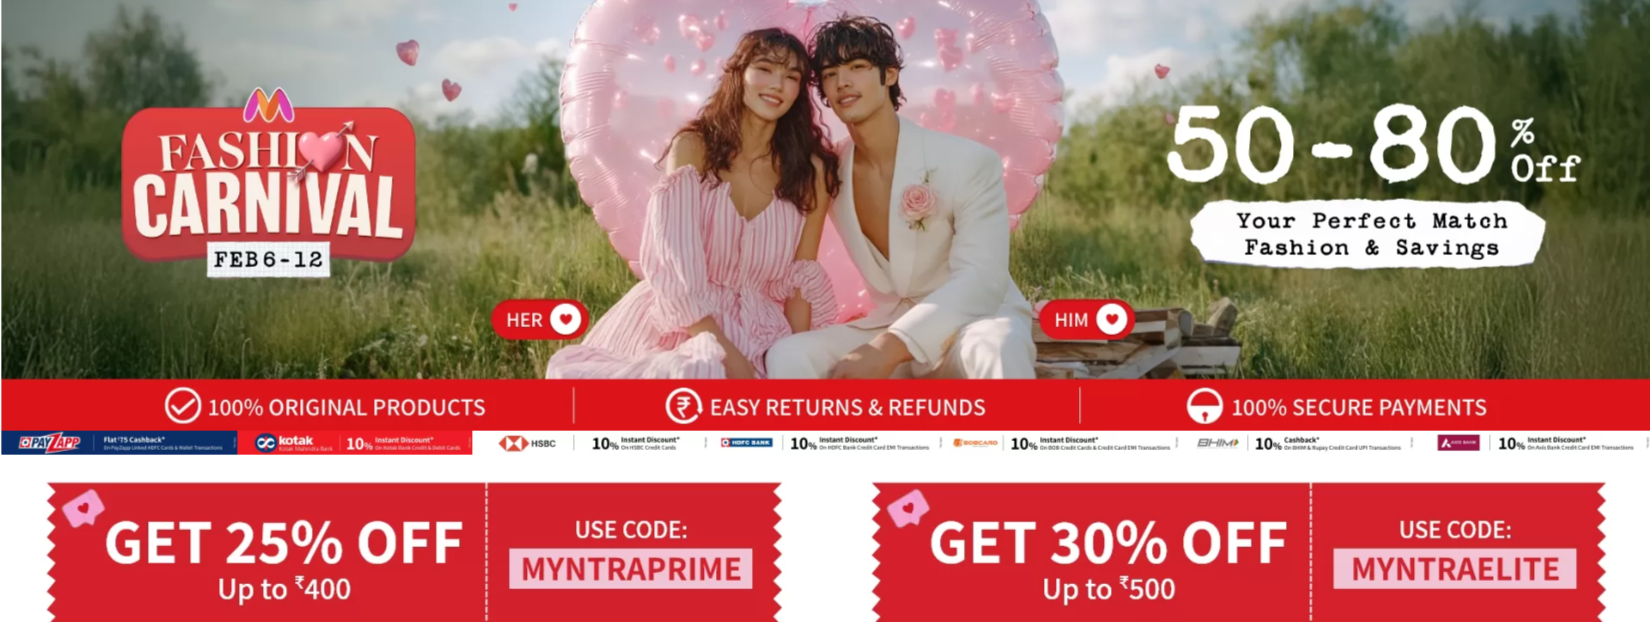 FASHION
CARNIVAL
FEB 6-12
50-80% Off
Your Perfect Match
Fashion & Savings
HER
HIM
100% ORIGINAL PRODUCTS
EASY RETURNS & REFUNDS
100% SECURE PAYMENTS
PAYZAPP
Flat ₹75 Cashback*
On PayZapp Linked HDFC Cards & Wallet Transactions
kotak
Kotak Mahindra Bank
10% Instant Discount*
On Kotak Bank Credit & Debit Cards
HSBC
10% Instant Discount*
On HSBC Credit Cards
HDFC BANK
10% Instant Discount*
On HDFC Bank Credit Card EMI Transactions
BOBCARD
10% Instant Discount*
On BOB Credit Cards & Credit Card EMI Transactions
BHIM
10% Cashback*
On BHIM & Rupay Credit Card UPI Transactions
AXIS BANK
10% Instant Discount*
On Axis Bank Credit Card EMI Transactions
GET 25% OFF
Up to ₹400
USE CODE:
MYNTRAPRIME
GET 30% OFF
Up to ₹500
USE CODE:
MYNTRAELITE